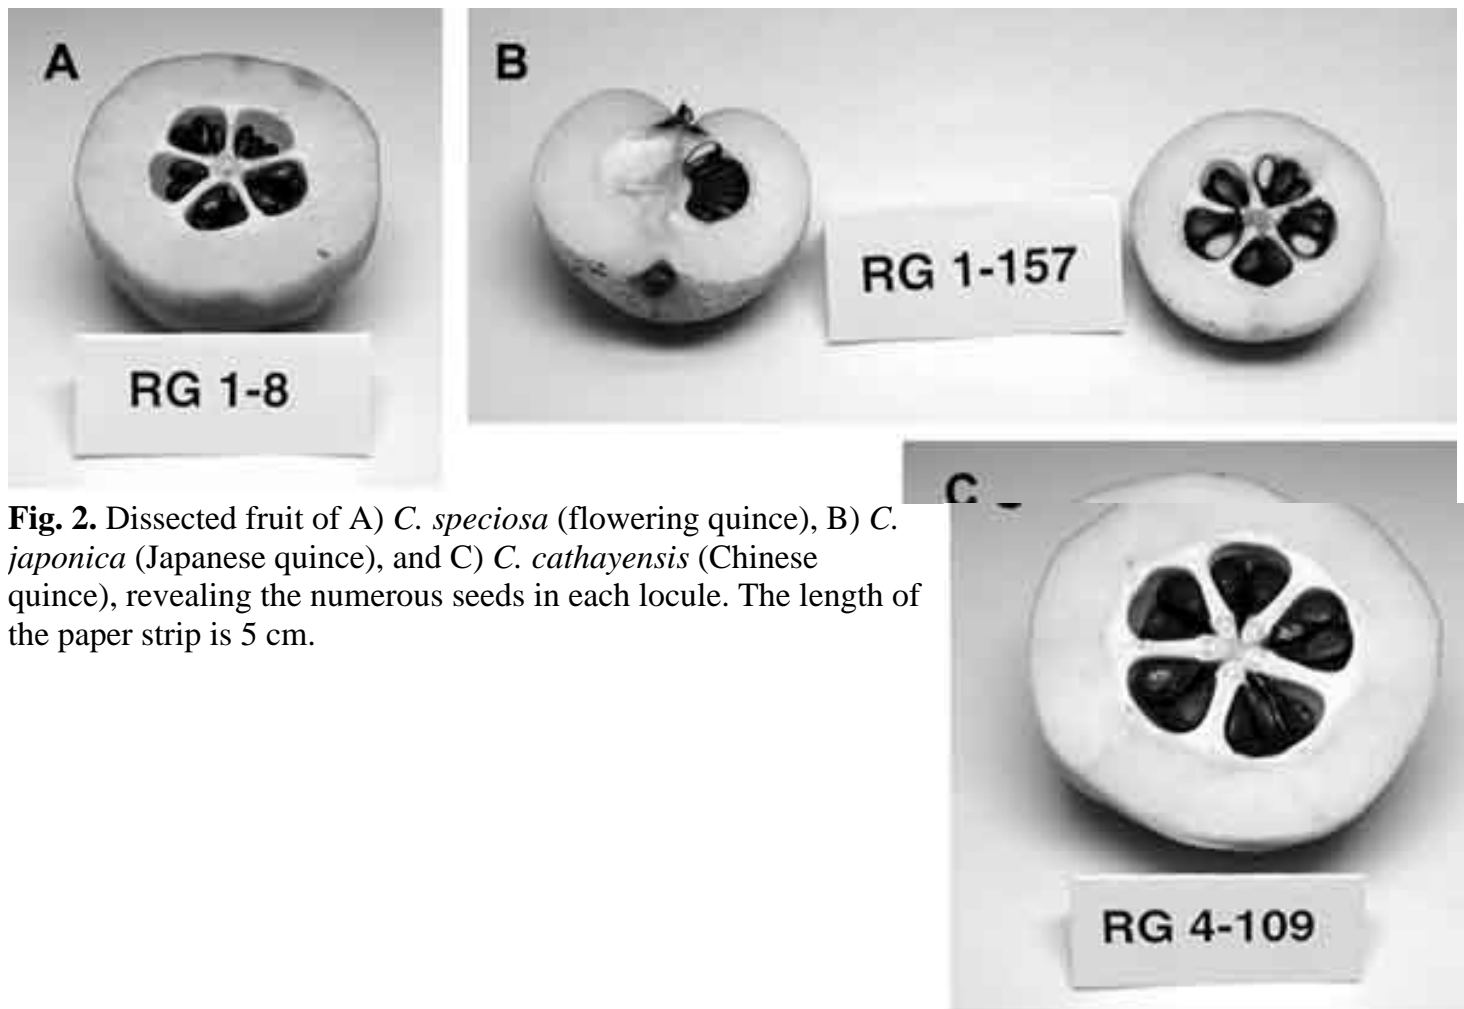 A
B
RG 1-8
RG 1-157
C
Fig. 2. Dissected fruit of A) C. speciosa (flowering quince), B) C.
japonica (Japanese quince), and C) C. cathayensis (Chinese
quince), revealing the numerous seeds in each locule. The length of
the paper strip is 5 cm.
RG 4-109